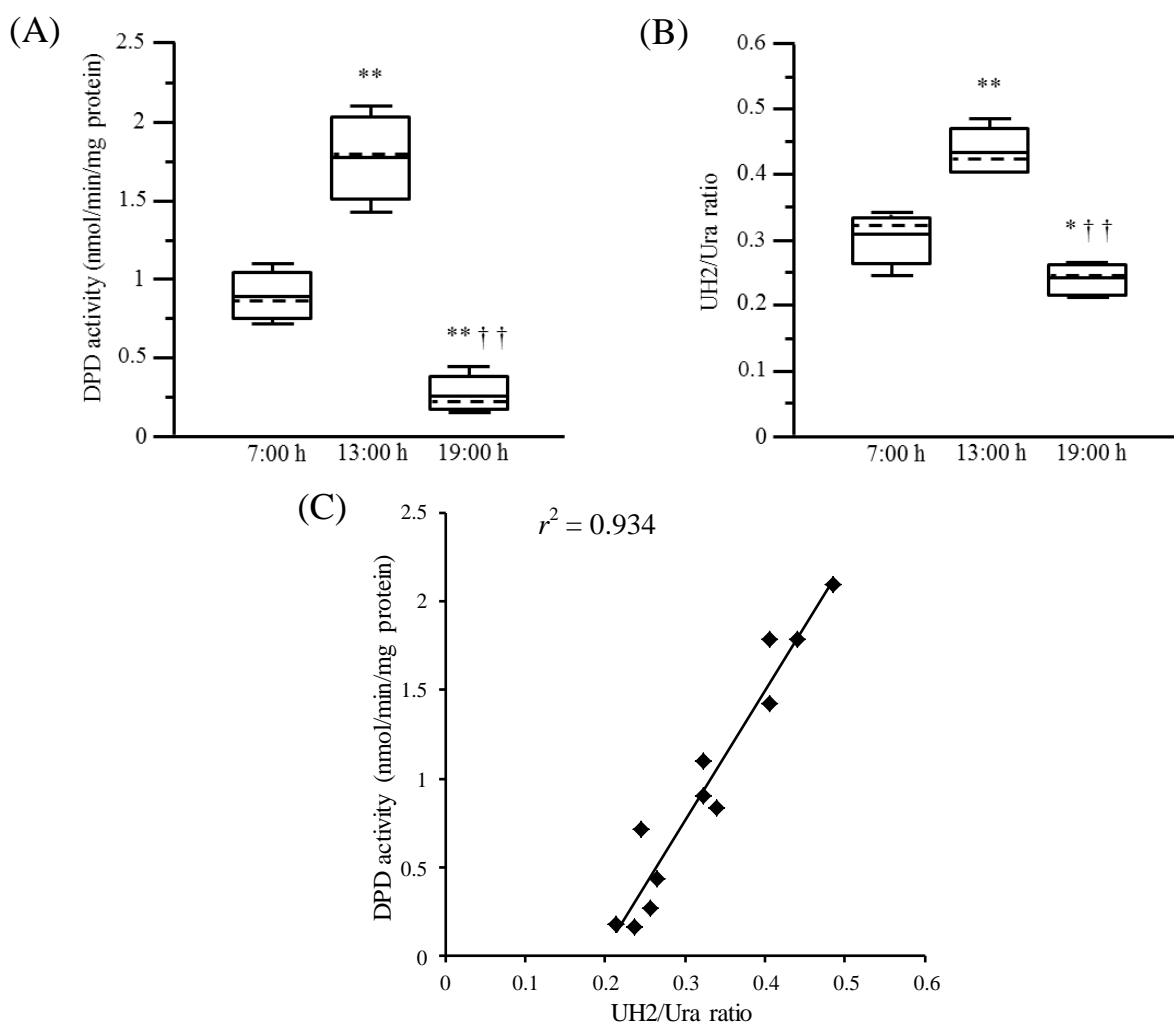 (A)
DPD activity (nmol/min/mg protein)
2.5
2
1.5
1
0.5
0
**
** † †
7:00 h 13:00 h 19:00 h
(B)
UH2/Ura ratio
0.6
0.5
0.4
0.3
0.2
0.1
0
**
* † †
7:00 h 13:00 h 19:00 h
(C)
r² = 0.934
DPD activity (nmol/min/mg protein)
2.5
2
1.5
1
0.5
0
0 0.1 0.2 0.3 0.4 0.5 0.6
UH2/Ura ratio